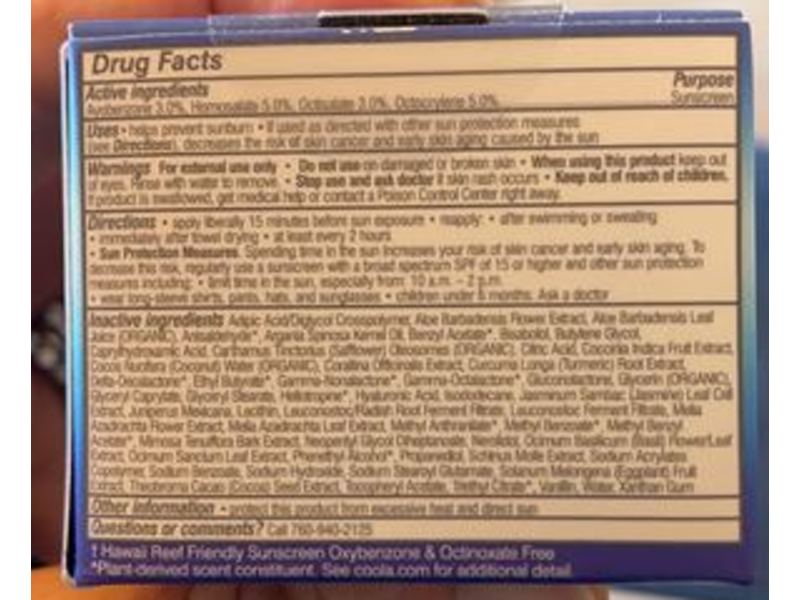 Drug Facts
Active ingredients Purpose
Avobenzone 3.0%, Homosalate 5.0%, Octisalate 3.0%, Octocrylene 5.0% Sunscreen
Uses • helps prevent sunburn • If used as directed with other sun protection measures
(see Directions), decreases the risk of skin cancer and early skin aging caused by the sun
Warnings For external use only • Do not use on damaged or broken skin • When using this product keep out
of eyes. Rinse with water to remove. • Stop use and ask doctor if skin rash occurs • Keep out of reach of children.
If product is swallowed, get medical help or contact a Poison Control Center right away.
Directions • apply liberally 15 minutes before sun exposure • reapply: • after swimming or sweating
• immediately after towel drying • at least every 2 hours
• Sun Protection Measures. Spending time in the sun increases your risk of skin cancer and early skin aging. To
decrease this risk, regularly use a sunscreen with a broad spectrum SPF of 15 or higher and other sun protection
measures including: • limit time in the sun, especially from: 10 a.m. – 2 p.m.
• wear long-sleeve shirts, pants, hats, and sunglasses • children under 6 months: Ask a doctor
Inactive ingredients Adipic Acid/Diglycol Crosspolymer, Aloe Barbadensis Flower Extract, Aloe Barbadensis Leaf
Juice (ORGANIC), Anisaldehyde*, Argania Spinosa Kernel Oil, Benzyl Acetate*, Bisabolol, Butylene Glycol,
Caprylhydroxamic Acid, Carthamus Tinctorius (Safflower) Oleosomes (ORGANIC), Citric Acid, Cocolnia Indica Fruit Extract,
Cocos Nucifera (Coconut) Water (ORGANIC), Corallina Officinalis Extract, Curcuma Longa (Turmeric) Root Extract,
Delta-Decalactone*, Ethyl Butyrate*, Gamma-Nonalactone*, Gamma-Octalactone*, Gluconolactone, Glycerin (ORGANIC),
Glyceryl Caprylate, Glyceryl Stearate, Heliotropine*, Hyaluronic Acid, Isododecane, Jasminum Sambac (Jasmine) Leaf Cell
Extract, Juniperus Mexicana, Lecithin, Leuconostoc/Radish Root Ferment Filtrate, Leuconostoc Ferment Filtrate, Melia
Azadirachta Flower Extract, Melia Azadirachta Leaf Extract, Methyl Anthranilate*, Methyl Benzoate*, Methyl Benzyl
Acetate*, Mimosa Tenuiflora Bark Extract, Neopentyl Glycol Diheptanoate, Nerolidol, Ocimum Basilicum (Basil) Flower/Leaf
Extract, Ocimum Sanctum Leaf Extract, Phenethyl Alcohol*, Propanediol, Schinus Molle Extract, Sodium Acrylates
Copolymer, Sodium Benzoate, Sodium Hydroxide, Sodium Stearoyl Glutamate, Solanum Melongena (Eggplant) Fruit
Extract, Theobroma Cacao (Cocoa) Seed Extract, Tocopheryl Acetate, Triethyl Citrate*, Vanillin, Water, Xanthan Gum
Other information • protect this product from excessive heat and direct sun
Questions or comments? Call 760-940-2125
† Hawaii Reef Friendly Sunscreen Oxybenzone & Octinoxate Free
*Plant-derived scent constituent. See coola.com for additional detail.